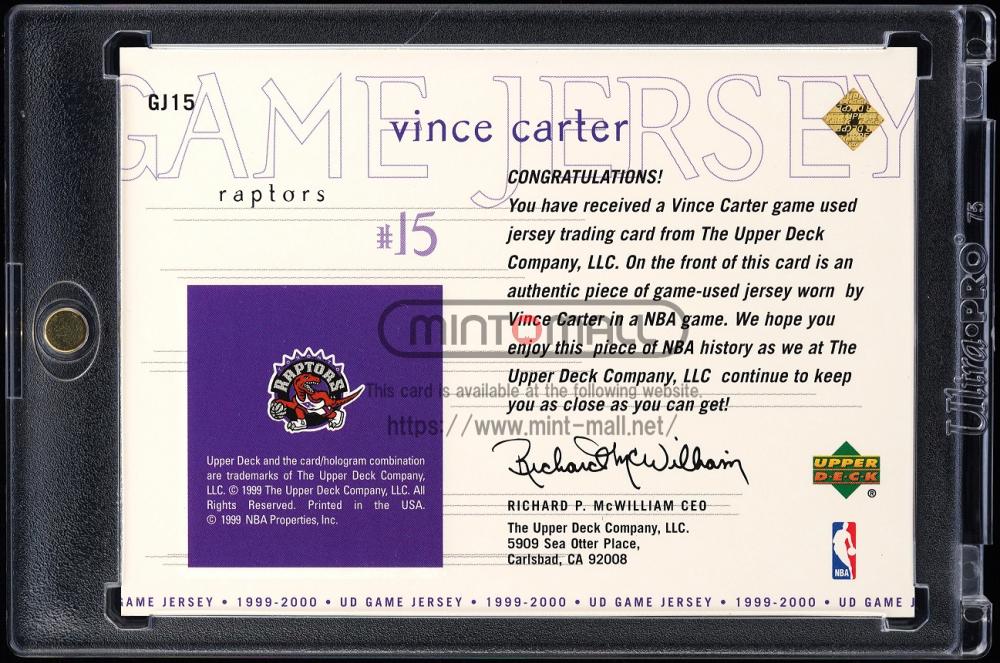 GAME JERSEY
GJ15
vince carter
raptors
#15
CONGRATULATIONS!
You have received a Vince Carter game used
jersey trading card from The Upper Deck
Company, LLC. On the front of this card is an
authentic piece of game-used jersey worn by
Vince Carter in a NBA game. We hope you
enjoy this piece of NBA history as we at The
Upper Deck Company, LLC continue to keep
you as close as you can get!
MINT MALL
This card is available at the following website.
https://www.mint-mall.net/
RAPTORS
Upper Deck and the card/hologram combination
are trademarks of The Upper Deck Company,
LLC. © 1999 The Upper Deck Company, LLC. All
Rights Reserved. Printed in the USA.
© 1999 NBA Properties, Inc.
Richard P. McWilliam
RICHARD P. McWILLIAM CEO
The Upper Deck Company, LLC.
5909 Sea Otter Place,
Carlsbad, CA 92008
UPPER
DECK
®
NBA
GAME JERSEY • 1999-2000 • UD GAME JERSEY • 1999-2000 • UD GAME JERSEY • 1999-2000 • UD GAME J
Ultra•PRO® 75